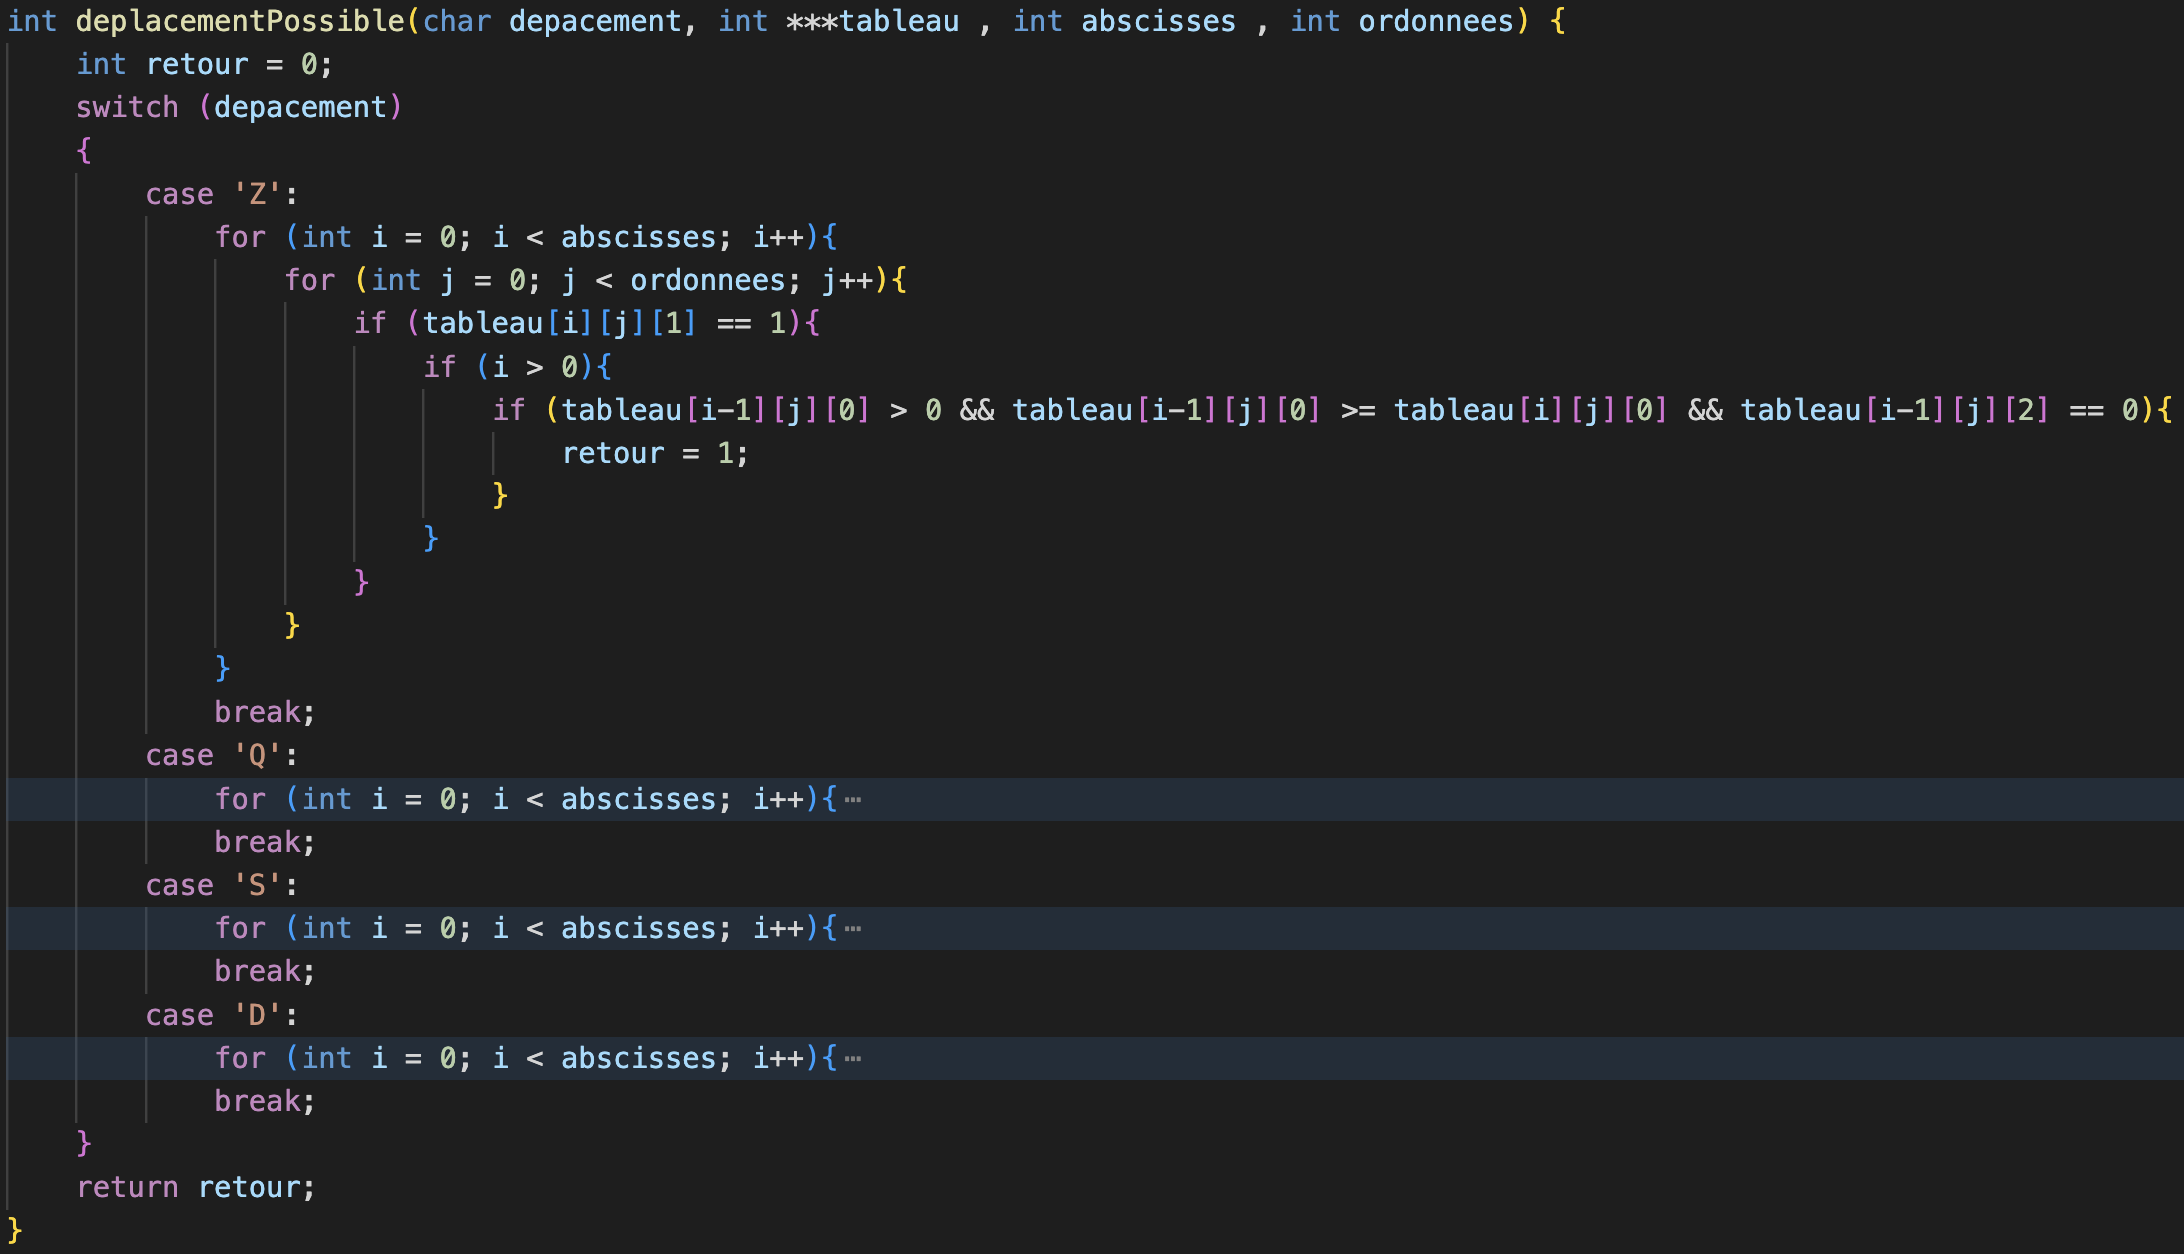 int deplacementPossible(char depacement, int ***tableau , int abscisses , int ordonnees) {
    int retour = 0;
    switch (depacement)
    {
        case 'Z':
            for (int i = 0; i < abscisses; i++){
                for (int j = 0; j < ordonnees; j++){
                    if (tableau[i][j][1] == 1){
                        if (i > 0){
                            if (tableau[i-1][j][0] > 0 && tableau[i-1][j][0] >= tableau[i][j][0] && tableau[i-1][j][2] == 0){
                                retour = 1;
                            }
                        }
                    }
                }
            }
            break;
        case 'Q':
            for (int i = 0; i < abscisses; i++){⋯
            break;
        case 'S':
            for (int i = 0; i < abscisses; i++){⋯
            break;
        case 'D':
            for (int i = 0; i < abscisses; i++){⋯
            break;
    }
    return retour;
}